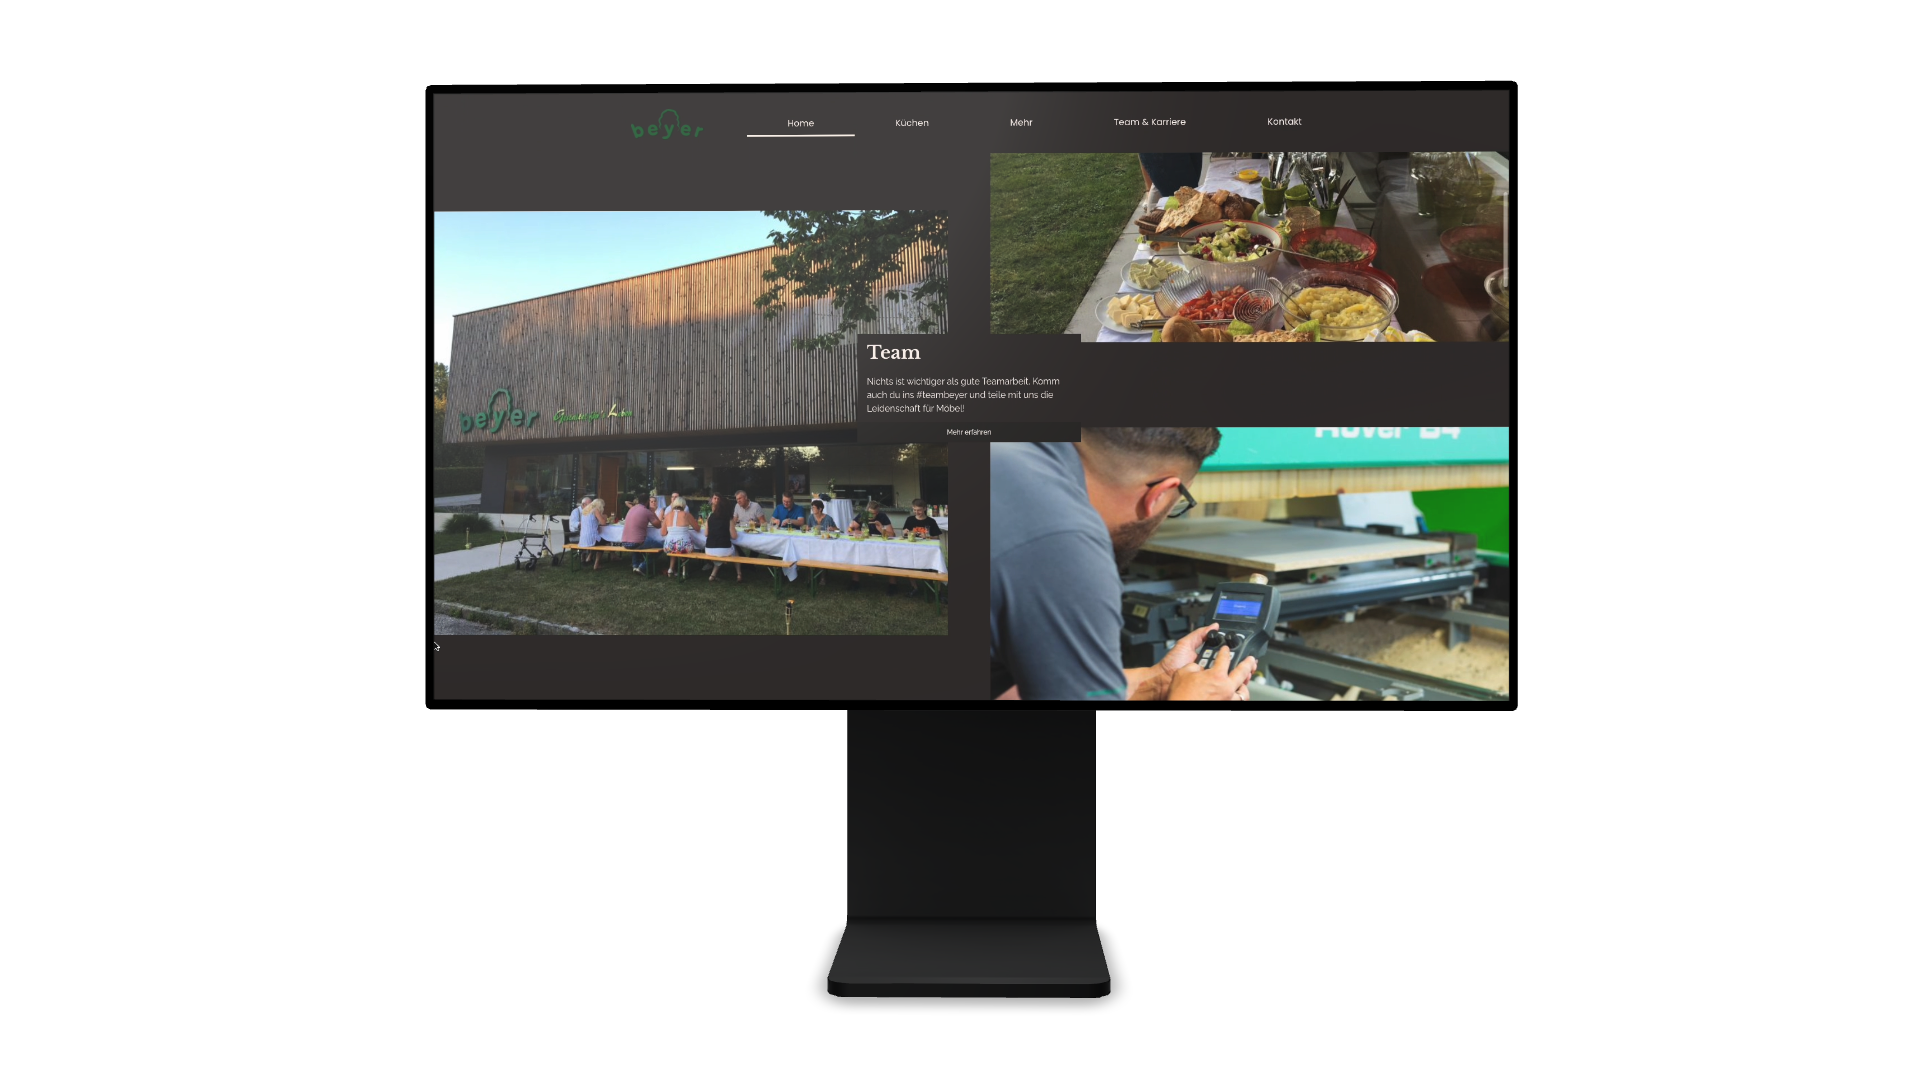 beyer
Home
Küchen
Mehr
Team & Karriere
Kontakt
Team
Nichts ist wichtiger als gute Teamarbeit. Komm
auch du ins #teambeyer und teile mit uns die
Leidenschaft für Möbel!
Mehr erfahren
beyer